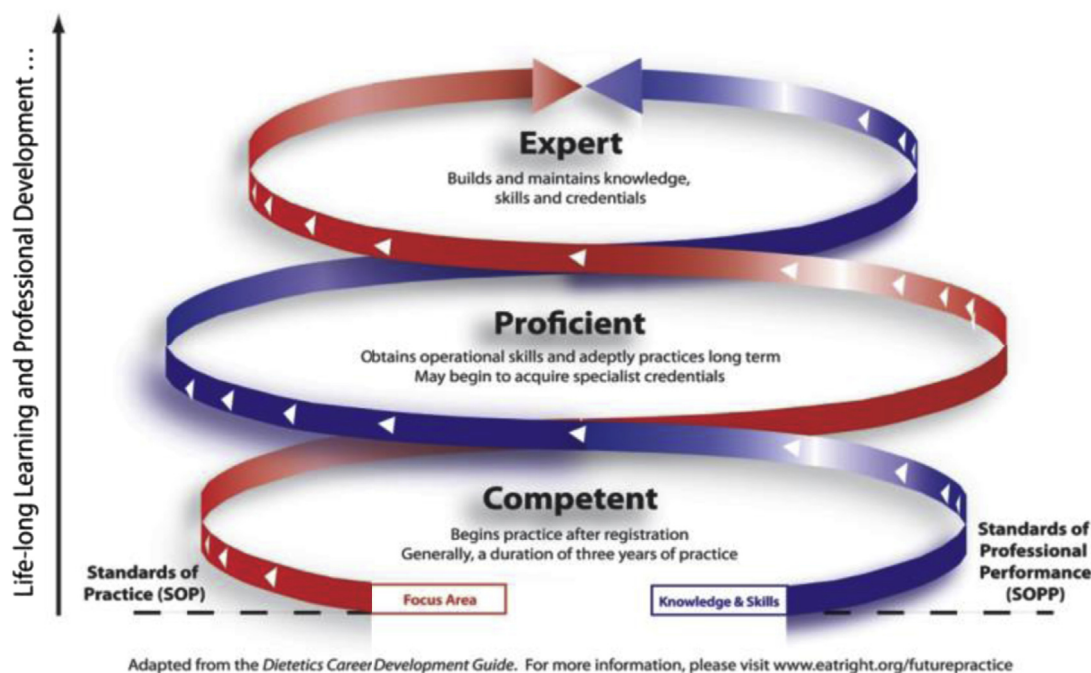 Life-long Learning and Professional Development ...
Expert
Builds and maintains knowledge,
skills and credentials
Proficient
Obtains operational skills and adeptly practices long term
May begin to acquire specialist credentials
Competent
Begins practice after registration
Generally, a duration of three years of practice
Standards of
Practice (SOP)
Focus Area
Knowledge & Skills
Standards of
Professional
Performance
(SOPP)
Adapted from the Dietetics Career Development Guide. For more information, please visit www.eatright.org/futurepractice